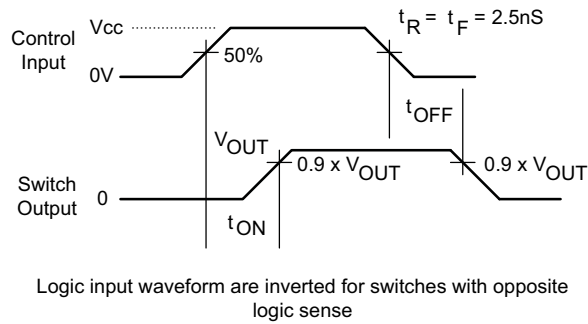 Vcc
tR = tF = 2.5nS
Control
Input
50%
0V
tOFF
VOUT
0.9 x VOUT
0.9 x VOUT
Switch
Output
0
tON
Logic input waveform are inverted for switches with opposite
logic sense